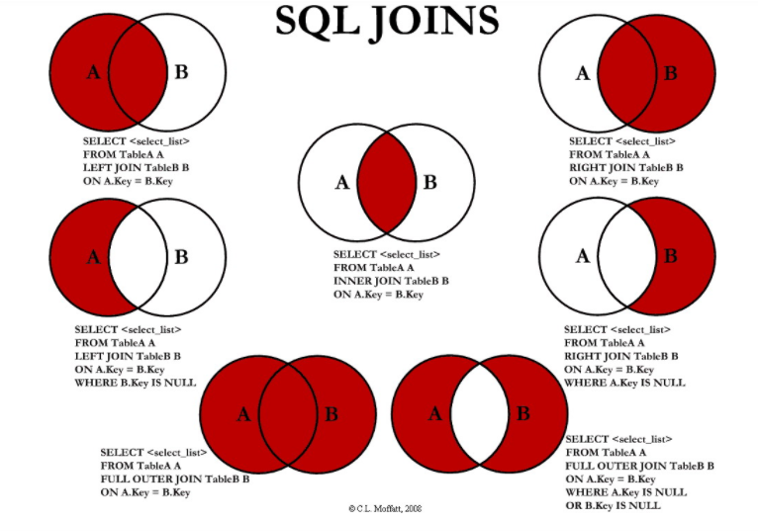 SQL JOINS
A B
SELECT <select_list>
FROM TableA A
LEFT JOIN TableB B
ON A.Key = B.Key
A B
SELECT <select_list>
FROM TableA A
RIGHT JOIN TableB B
ON A.Key = B.Key
A B
SELECT <select_list>
FROM TableA A
INNER JOIN TableB B
ON A.Key = B.Key
A B
SELECT <select_list>
FROM TableA A
LEFT JOIN TableB B
ON A.Key = B.Key
WHERE B.Key IS NULL
A B
SELECT <select_list>
FROM TableA A
RIGHT JOIN TableB B
ON A.Key = B.Key
WHERE A.Key IS NULL
A B
SELECT <select_list>
FROM TableA A
FULL OUTER JOIN TableB B
ON A.Key = B.Key
A B
SELECT <select_list>
FROM TableA A
FULL OUTER JOIN TableB B
ON A.Key = B.Key
WHERE A.Key IS NULL
OR B.Key IS NULL
© C.L. Moffatt, 2008